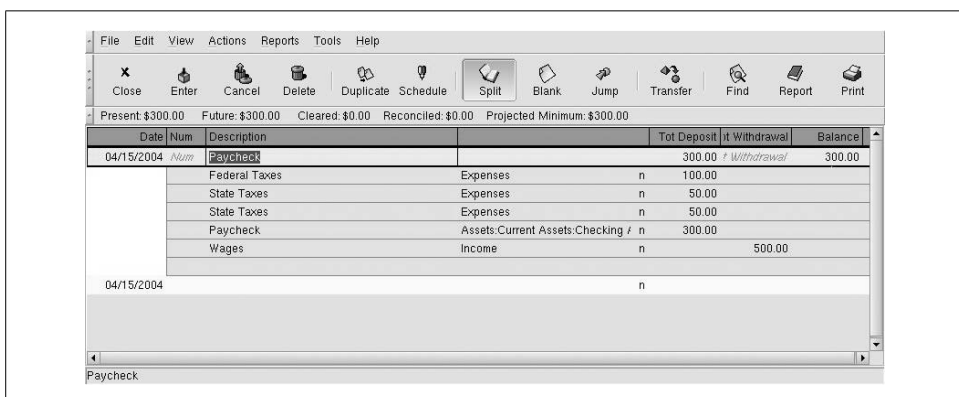 File Edit View Actions Reports Tools Help
Close Enter Cancel Delete Duplicate Schedule Split Blank Jump Transfer Find Report Print
Present: $300.00 Future: $300.00 Cleared: $0.00 Reconciled: $0.00 Projected Minimum: $300.00
Date Num Description Tot Deposit ot Withdrawal Balance
04/15/2004 Num Paycheck 300.00 t Withdrawal 300.00
Federal Taxes Expenses n 100.00
State Taxes Expenses n 50.00
State Taxes Expenses n 50.00
Paycheck Assets:Current Assets:Checking n 300.00
Wages Income n 500.00
04/15/2004 n
Paycheck